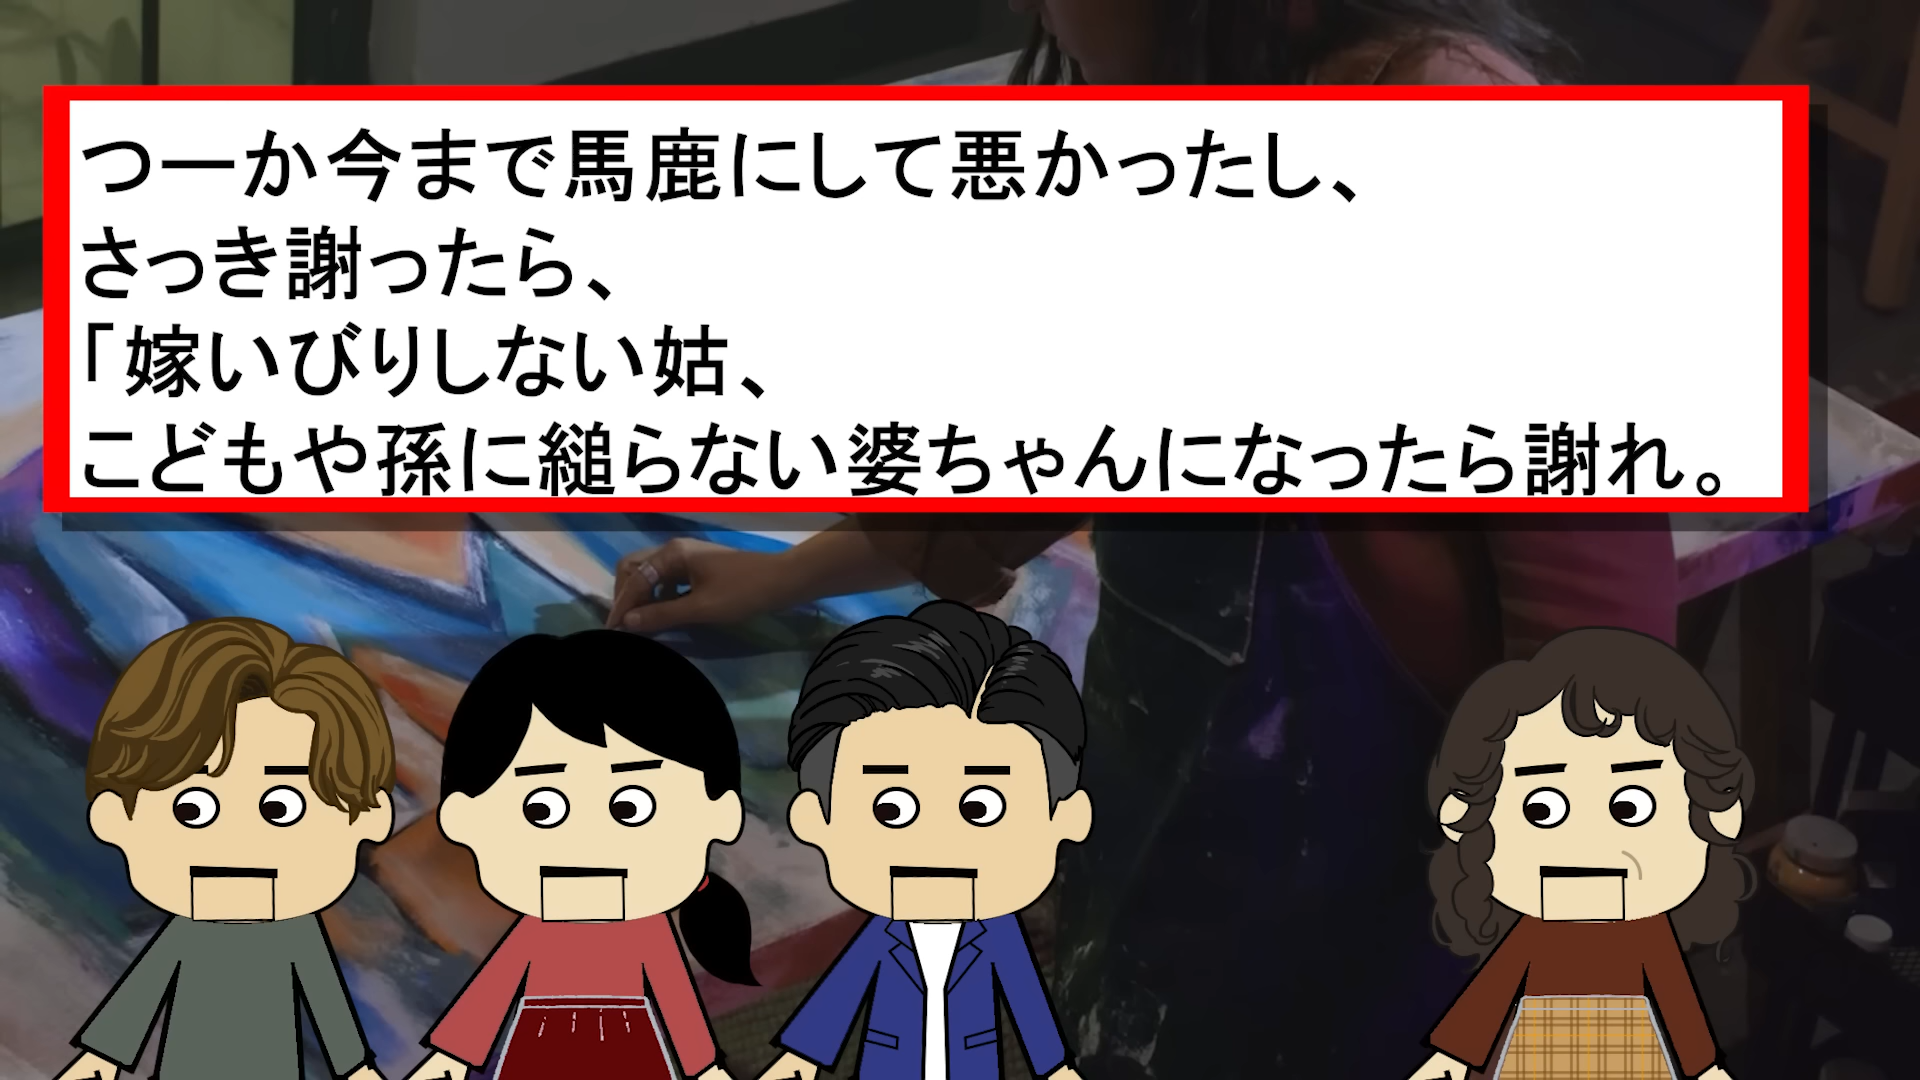 つーか今まで馬鹿にして悪かったし、
さっき謝ったら、
「嫁いびりしない姑、
こどもや孫に縋らない婆ちゃんになったら謝れ。